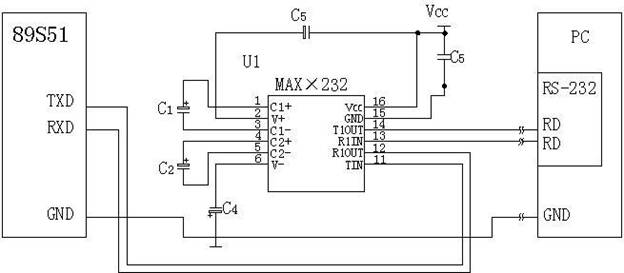 89S51
TXD
RXD
GND
C5
Vcc
C5
U1
MAX×232
C1
C2
C4
1 C1+
2 V+
3 C1-
4 C2+
5 C2-
6 V-
Vcc 16
GND 15
T1OUT 14
R1IN 13
R1OUT 12
TIN 11
PC
RS-232
RD
RD
GND